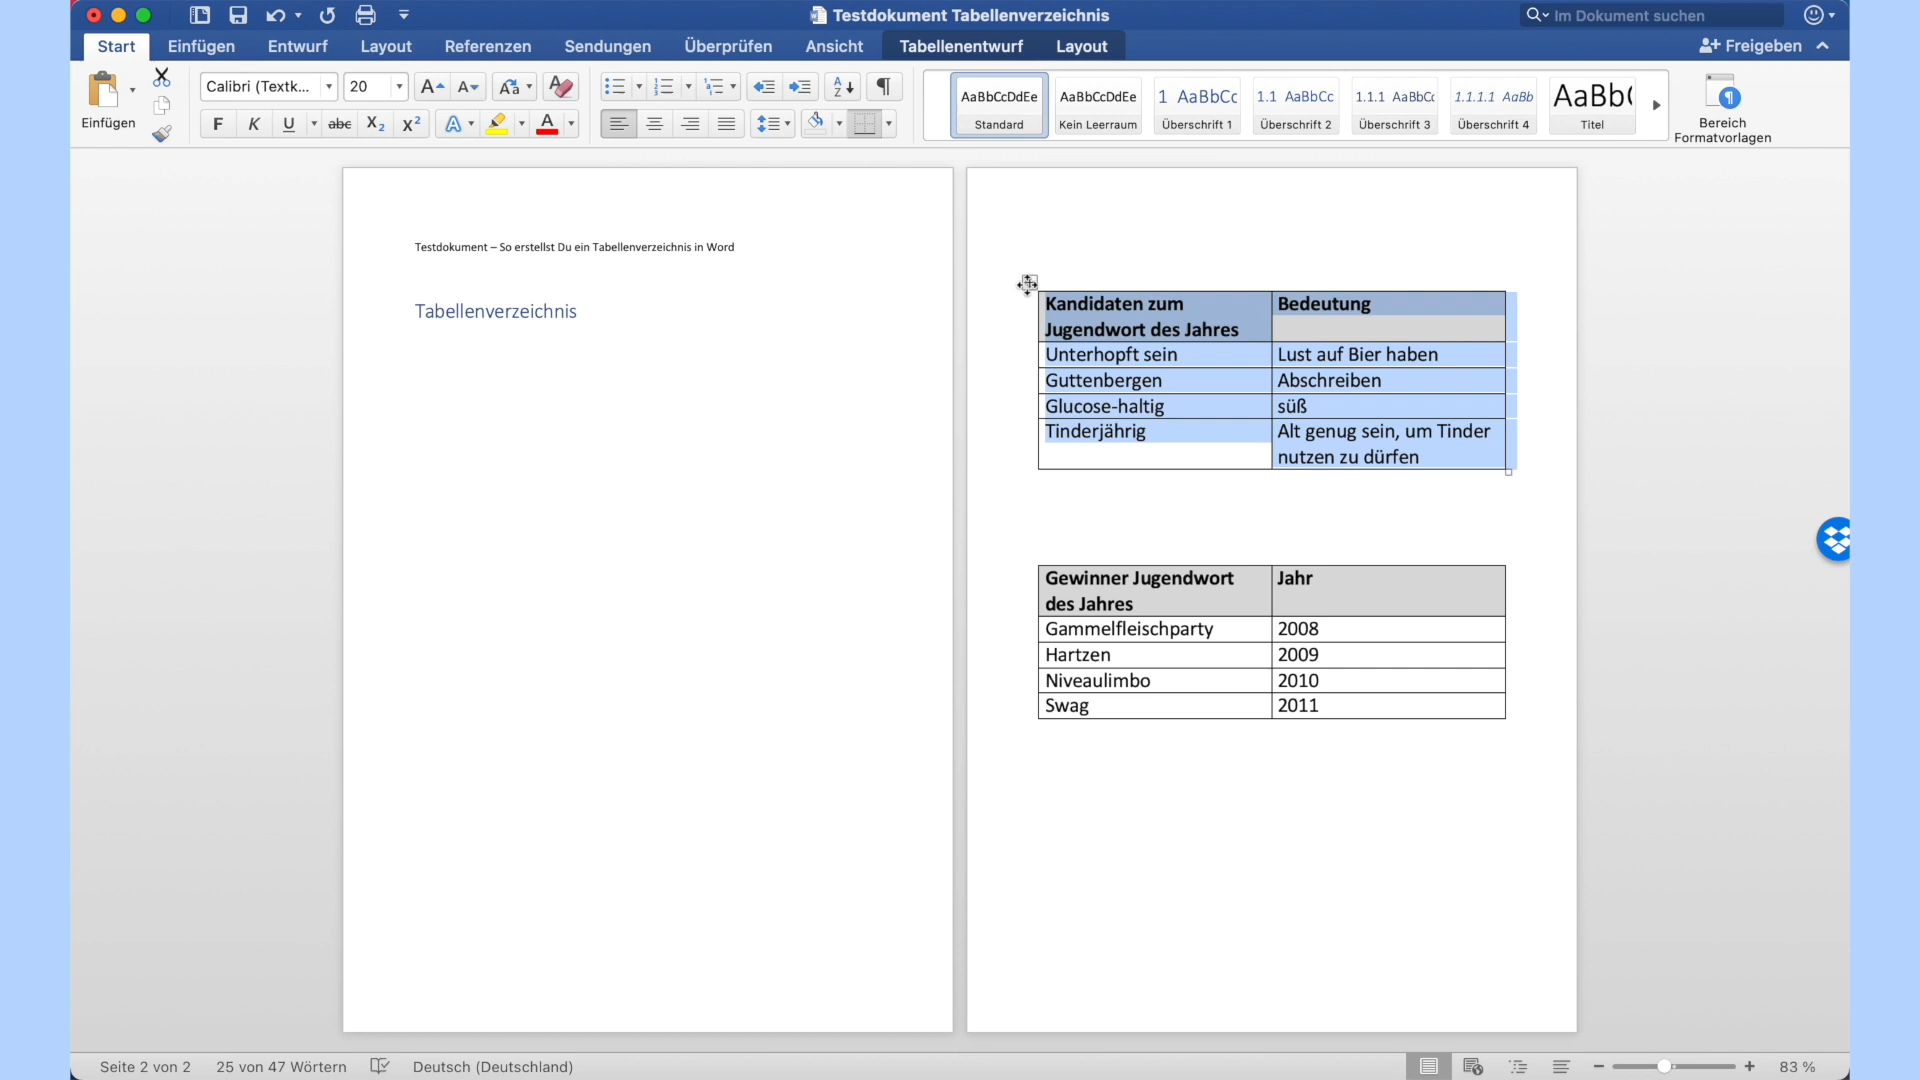 Testdokument Tabellenverzeichnis
Im Dokument suchen
Start Einfügen Entwurf Layout Referenzen Sendungen Überprüfen Ansicht Tabellenentwurf Layout Freigeben
Einfügen
Calibri (Textk... 20
F K U abc X2 X2 A A
AaBbCcDdEe AaBbCcDdEe 1 AaBbCc 1.1 AaBbCc 1.1.1 AaBbCc 1.1.1.1 AaBb AaBb(
Standard Kein Leerraum Überschrift 1 Überschrift 2 Überschrift 3 Überschrift 4 Titel
Bereich
Formatvorlagen
Testdokument – So erstellst Du ein Tabellenverzeichnis in Word
Tabellenverzeichnis
Kandidaten zum Bedeutung
Jugendwort des Jahres
Unterhopft sein Lust auf Bier haben
Guttenbergen Abschreiben
Glucose-haltig süß
Tinderjährig Alt genug sein, um Tinder
nutzen zu dürfen
Gewinner Jugendwort Jahr
des Jahres
Gammelfleischparty 2008
Hartzen 2009
Niveaulimbo 2010
Swag 2011
Seite 2 von 2 25 von 47 Wörtern Deutsch (Deutschland) 83 %